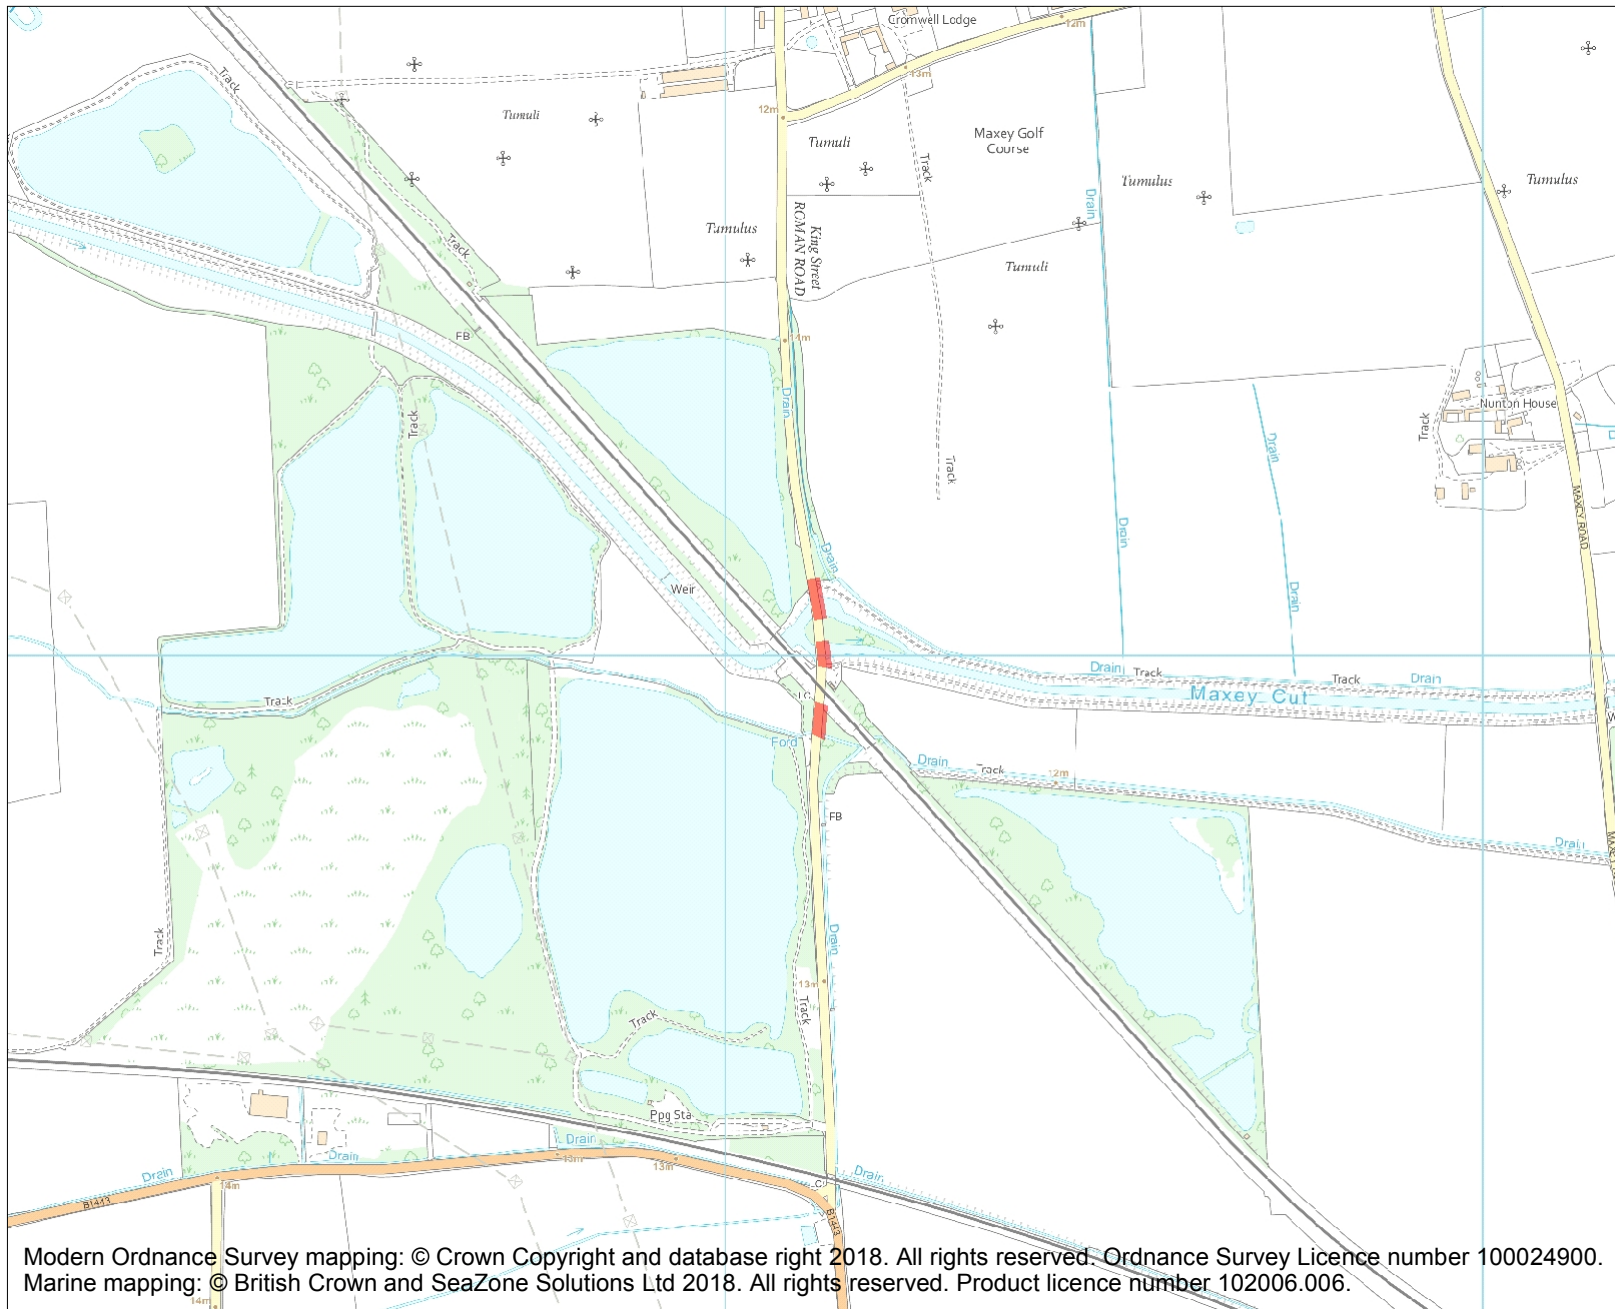 Cromwell Lodge
12m
Track
13m
12m
Tumuli
Tumuli
Maxey Golf
Course
Track
Tumulus
Tumulus
Drain
King Street
ROMAN ROAD
Tumulus
Track
Tumuli
FB
14m
Drain
Nunton House
Track
Track
Drain
Track
MAXEY ROAD
Drain
Drain
Weir
Drain
Drain
Track
Track
Drain
Maxey Cut
LC
Track
Ford
Drain
Track
12m
FB
Drain
Track
Drain
13m
Track
Track
Ppg Sta
Drain
Drain
Drain
13m
13m
Drain
LC
14m
B1443
B1443
14m
Modern Ordnance Survey mapping: © Crown Copyright and database right 2018. All rights reserved. Ordnance Survey Licence number 100024900.
Marine mapping: © British Crown and SeaZone Solutions Ltd 2018. All rights reserved. Product licence number 102006.006.